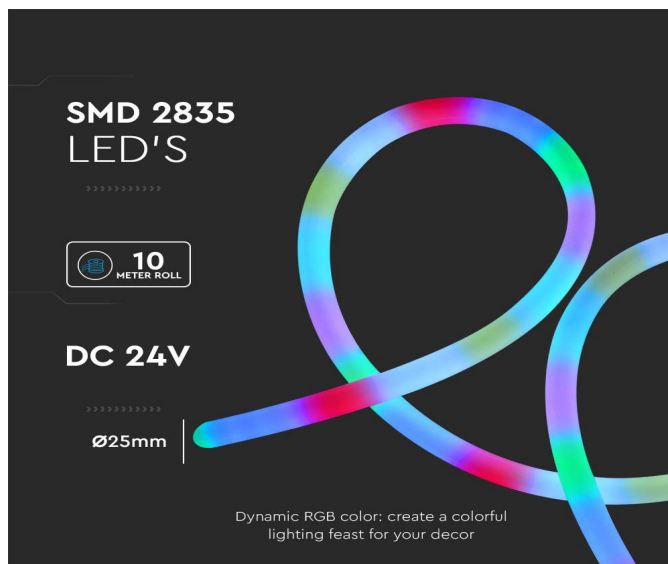 SMD 2835
LED'S
10
METER ROLL
DC 24V
Ø25mm
Dynamic RGB color: create a colorful
lighting feast for your decor